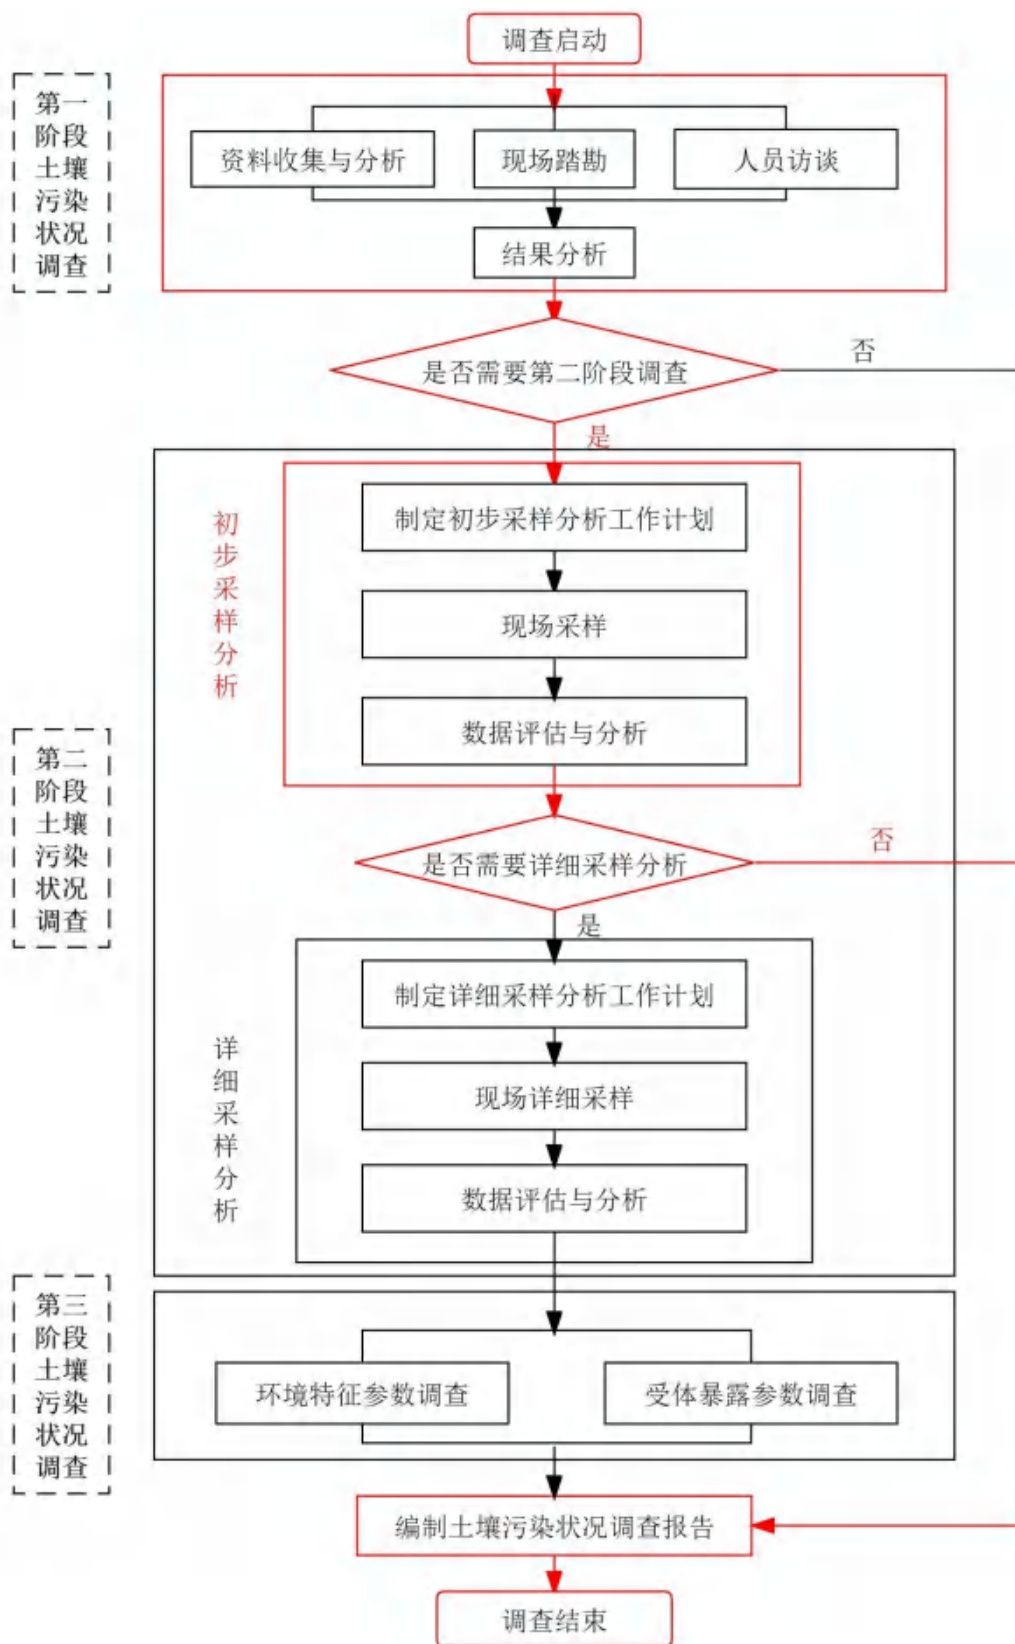 调查启动
第一
阶段
土壤
污染
状况
调查
资料收集与分析
现场踏勘
人员访谈
结果分析
是否需要第二阶段调查
否
是
初步采样分析
制定初步采样分析工作计划
现场采样
数据评估与分析
第二
阶段
土壤
污染
状况
调查
是否需要详细采样分析
否
是
详细采样分析
制定详细采样分析工作计划
现场详细采样
数据评估与分析
第三
阶段
土壤
污染
状况
调查
环境特征参数调查
受体暴露参数调查
编制土壤污染状况调查报告
调查结束